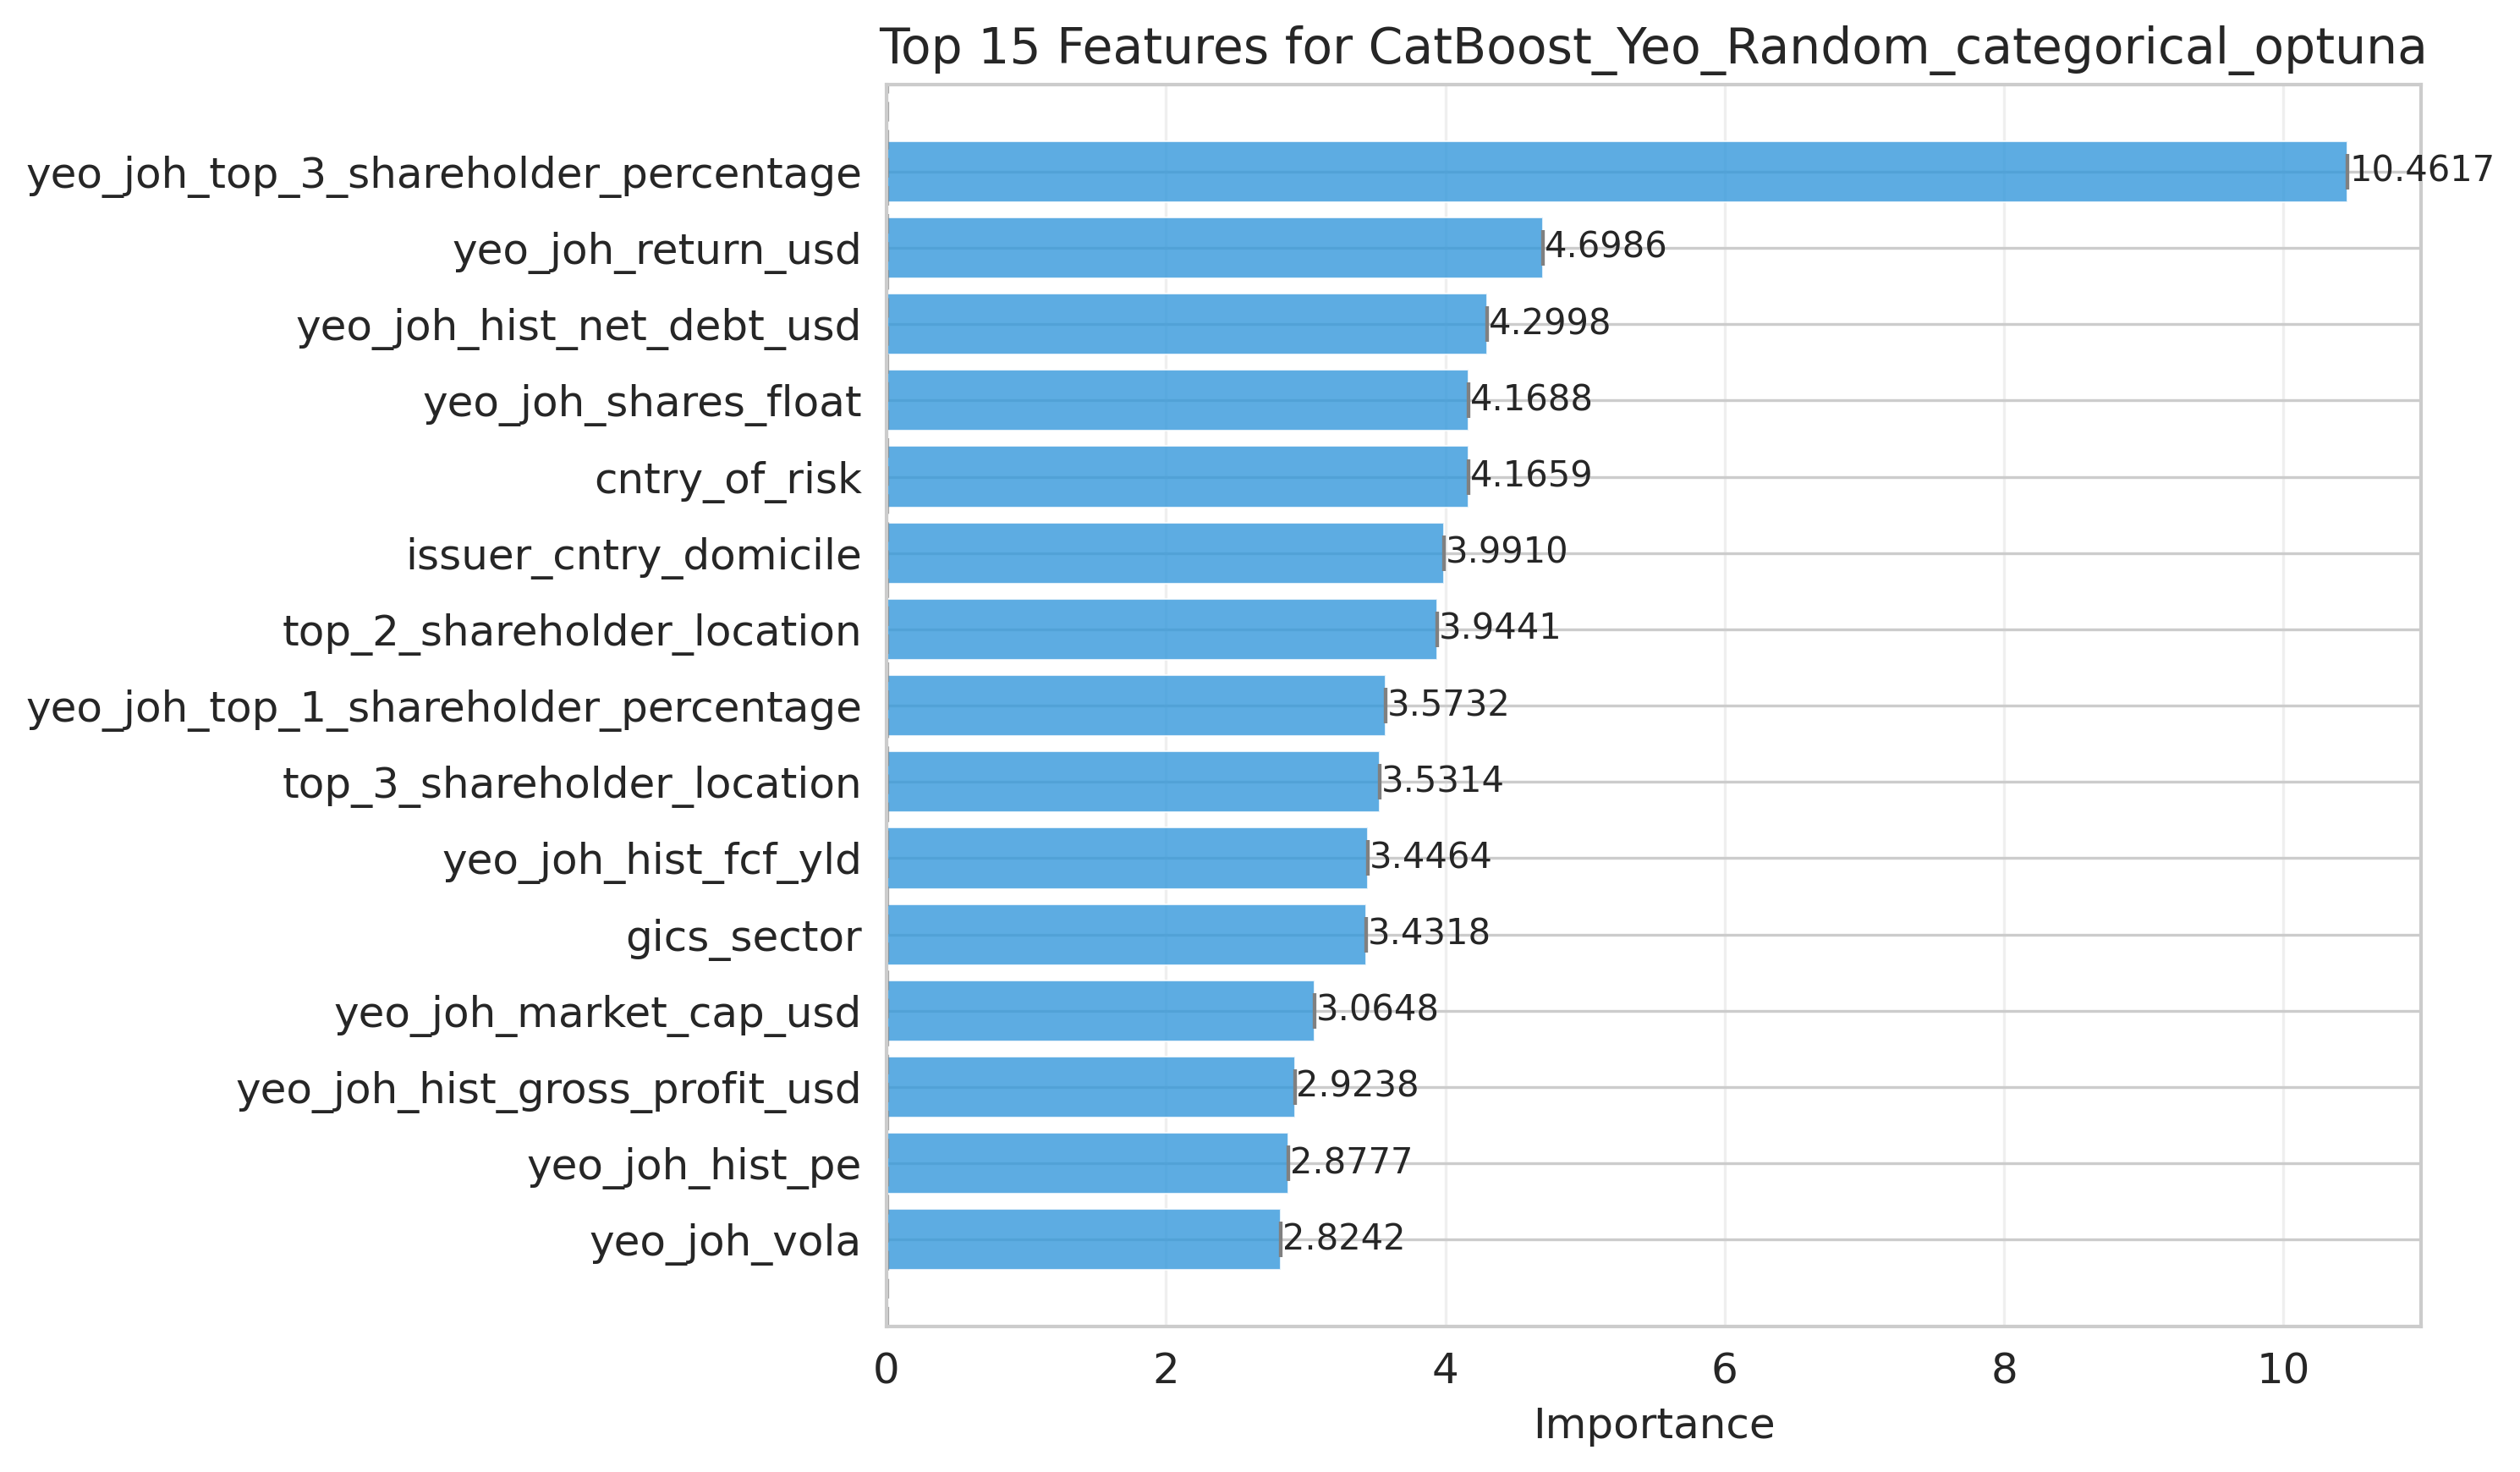 Top 15 Features for CatBoost_Yeo_Random_categorical_optuna
yeo_joh_top_3_shareholder_percentage 10.4617
yeo_joh_return_usd 4.6986
yeo_joh_hist_net_debt_usd 4.2998
yeo_joh_shares_float 4.1688
cntry_of_risk 4.1659
issuer_cntry_domicile 3.9910
top_2_shareholder_location 3.9441
yeo_joh_top_1_shareholder_percentage 3.5732
top_3_shareholder_location 3.5314
yeo_joh_hist_fcf_yld 3.4464
gics_sector 3.4318
yeo_joh_market_cap_usd 3.0648
yeo_joh_hist_gross_profit_usd 2.9238
yeo_joh_hist_pe 2.8777
yeo_joh_vola 2.8242
0 2 4 6 8 10
Importance